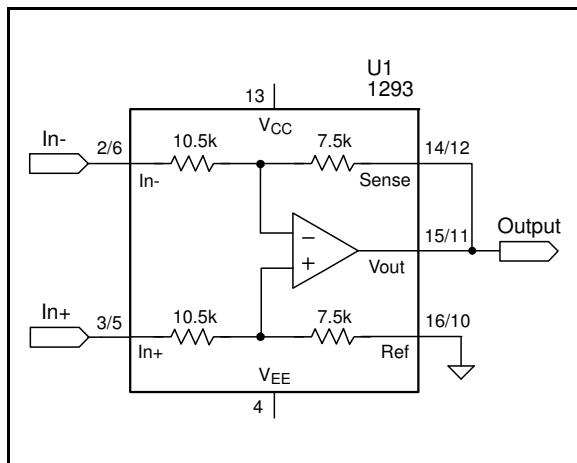 U1
1293
13
VCC
In-
2/6
10.5k
7.5k
14/12
In-
Sense
−
+
Vout
15/11
Output
In+
3/5
10.5k
7.5k
16/10
In+
Ref
VEE
4